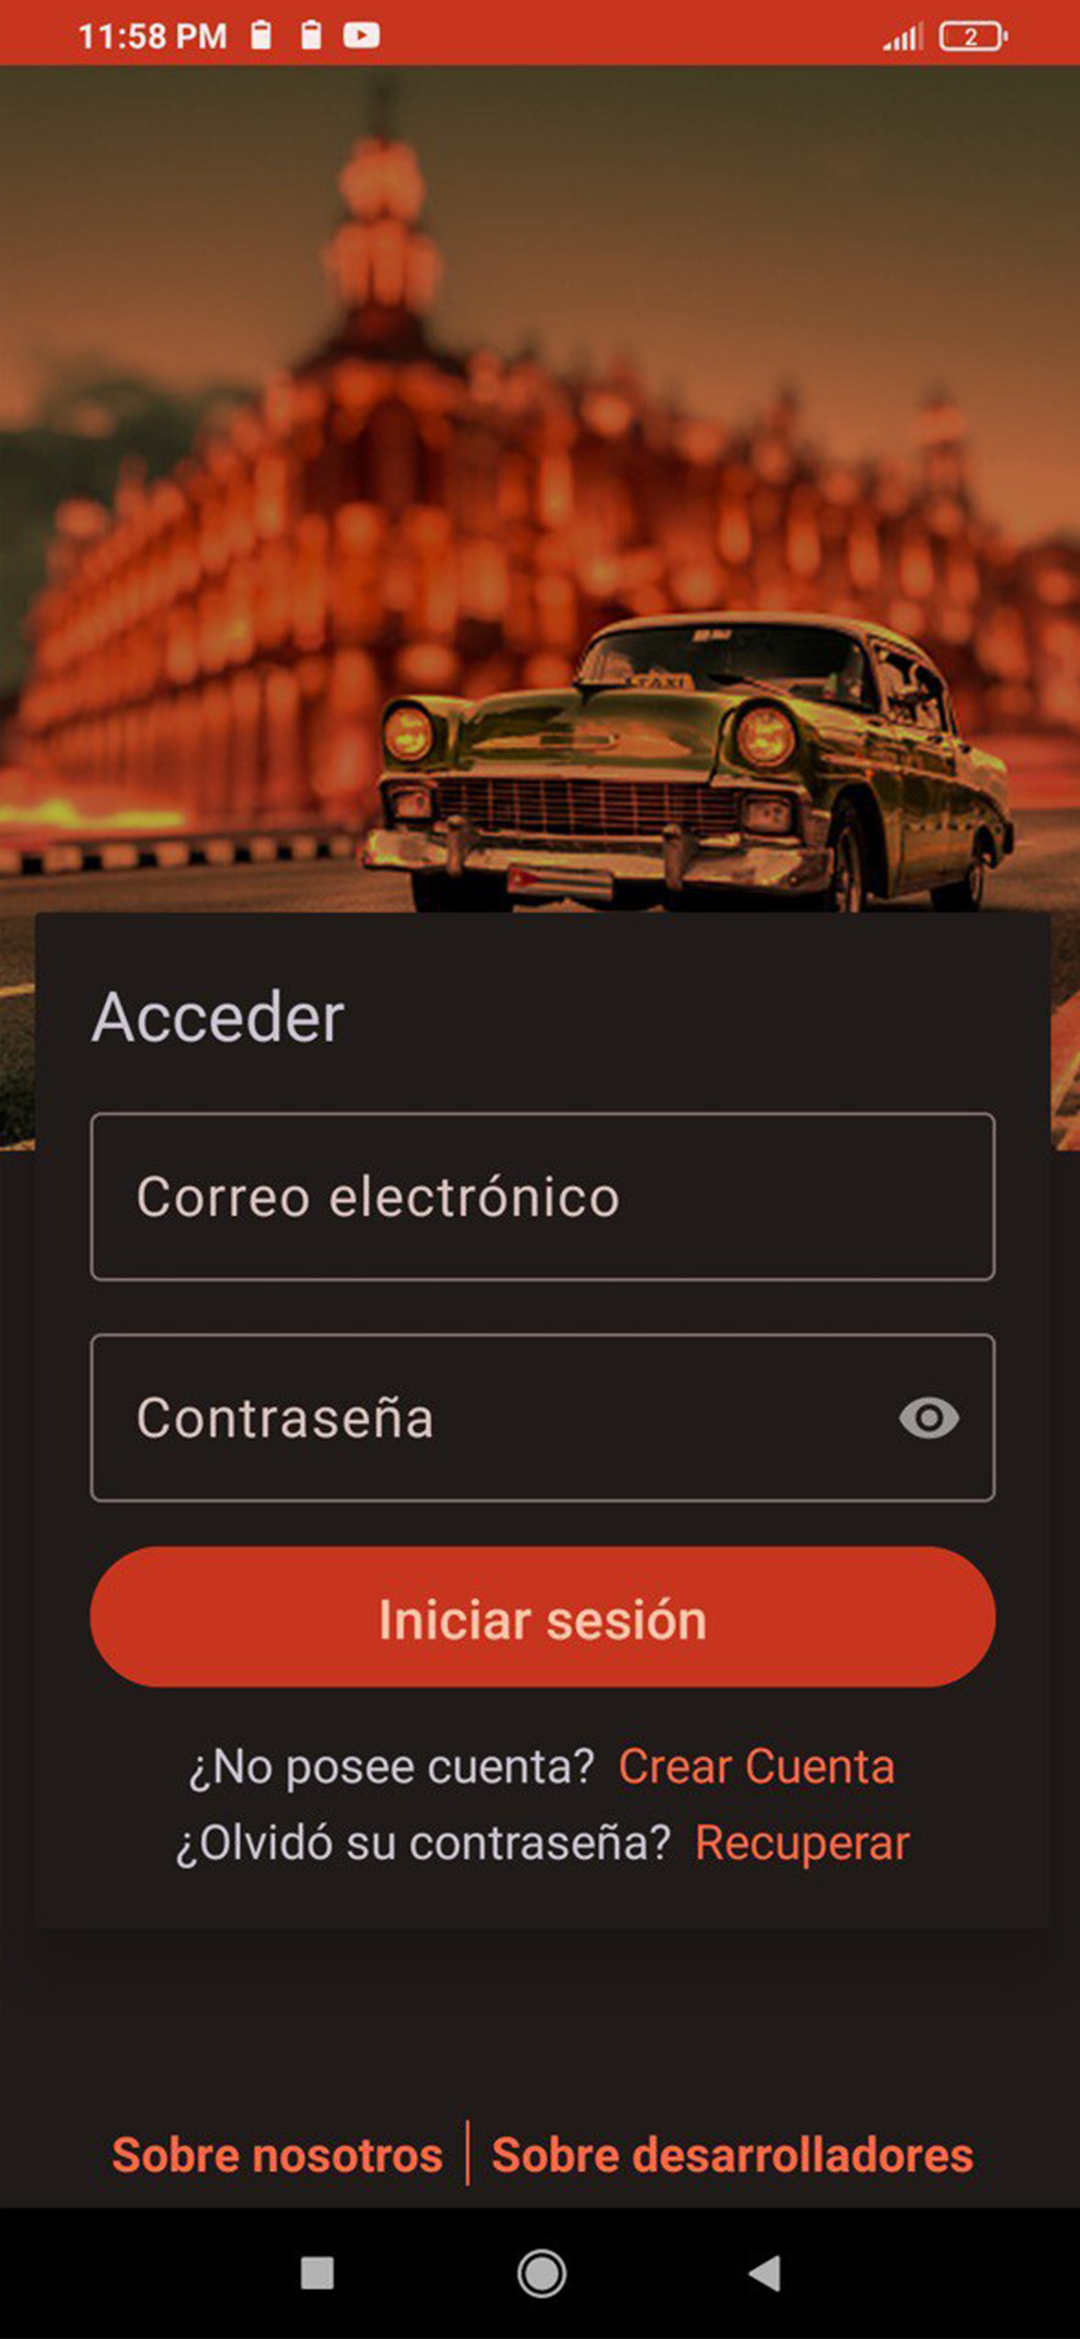 11:58 PM 2
TAXI
Acceder
Correo electrónico
Contraseña
Iniciar sesión
¿No posee cuenta? Crear Cuenta
¿Olvidó su contraseña? Recuperar
Sobre nosotros | Sobre desarrolladores